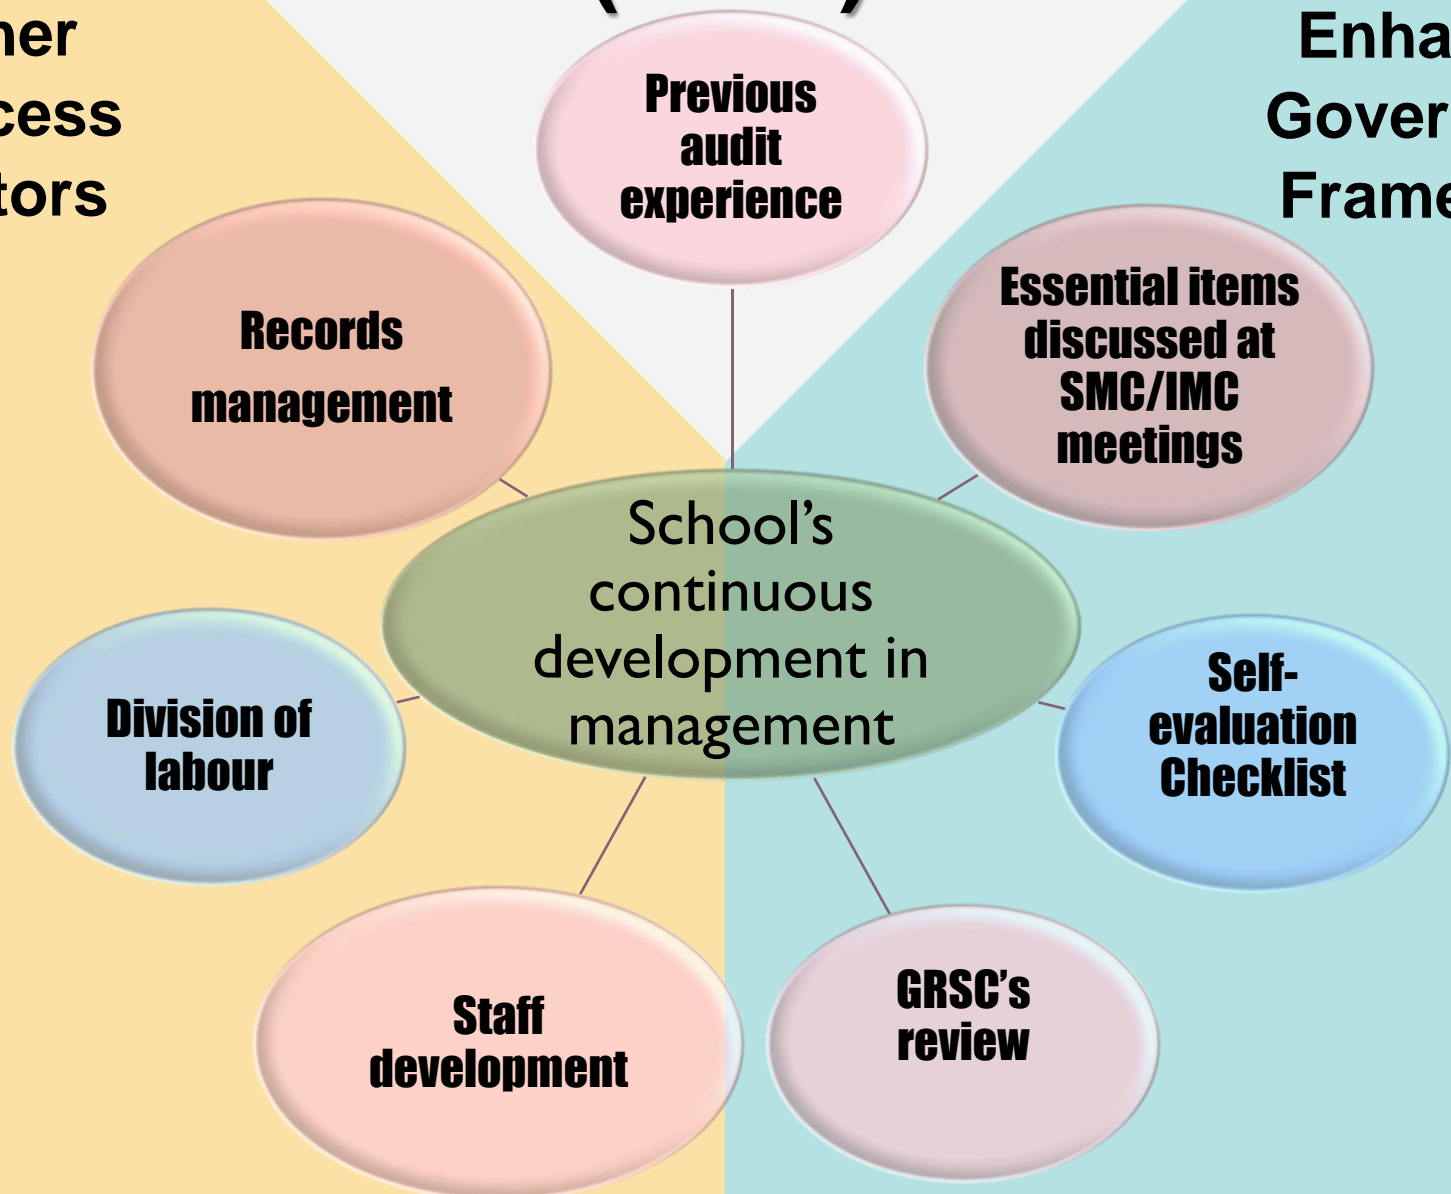 Previous
audit
experience
Gover
Records
management
Essential items
discussed at
SMC/IMC
meetings
School's
continuous
development in
management
Division of
labour
Self-
evaluation
Checklist
Staff
development
GRSC's
review